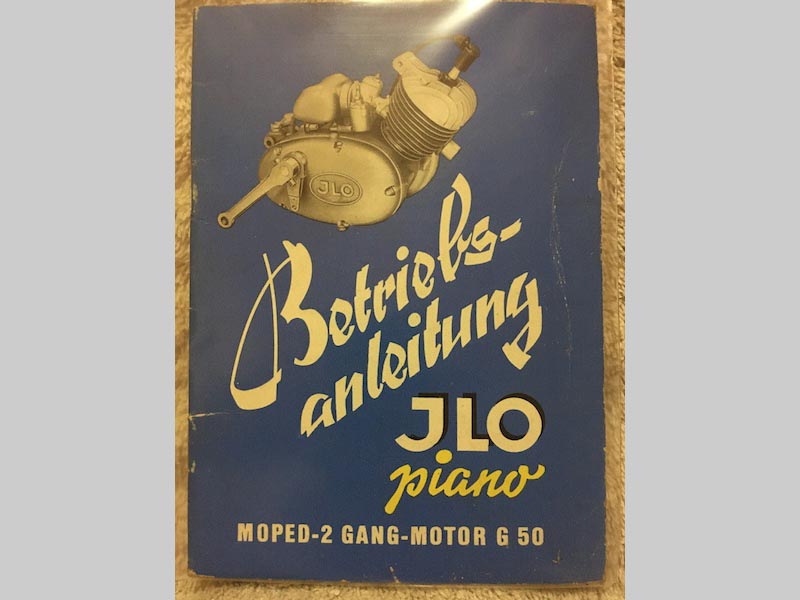 JLO
Betriebs-
anleitung
JLO
piano
MOPED-2 GANG-MOTOR G 50